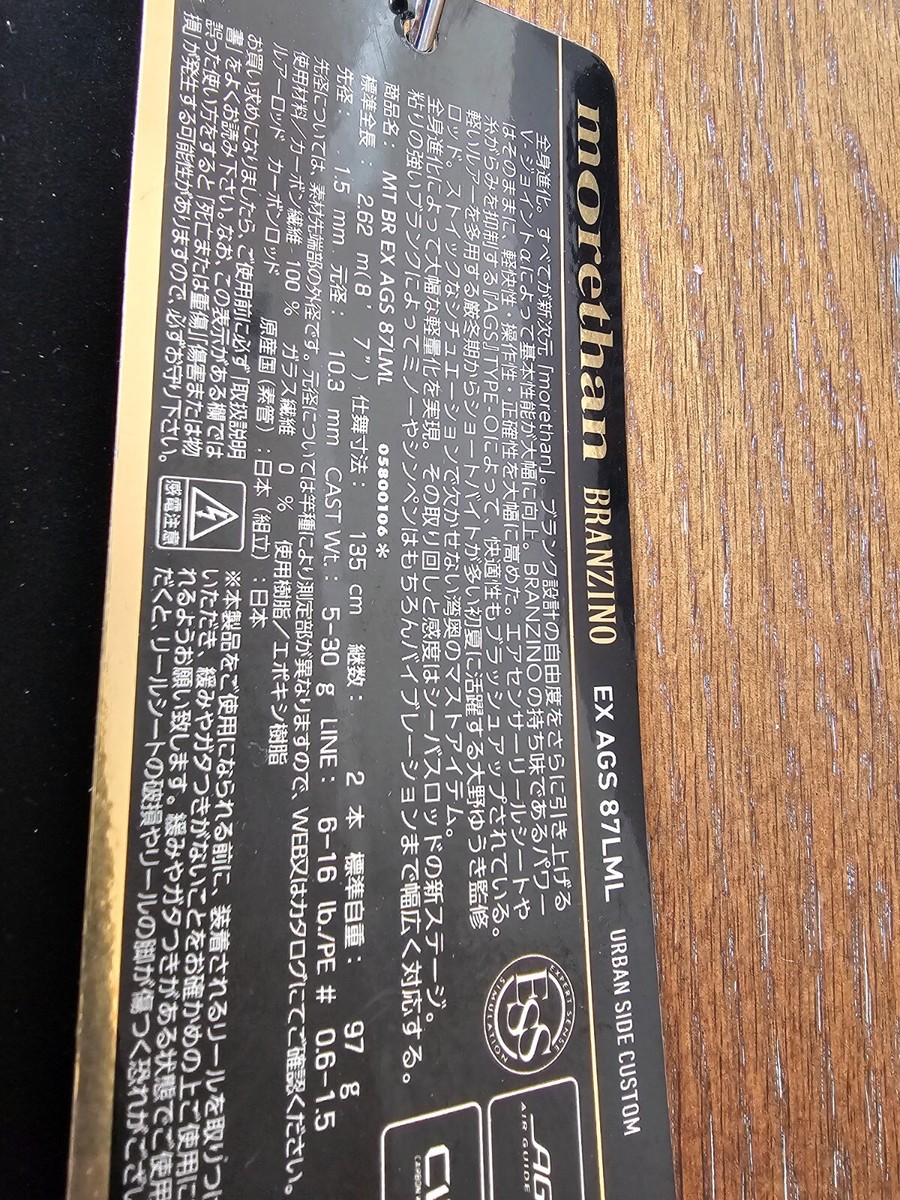 morethan BRANZINO EX AGS 87LML URBAN SIDE CUSTOM
全身進化。すべてが新次元「morethan」。ブランク設計の自由度をさらに引き上げる
V-ジョイントαによって基本性能が大幅に向上。BRANZINOの持ち味であるパワー
はそのままに、軽快性・操作性・正確性を大幅に高めた。エアセンサーリールシートや
糸がらみを抑制する「AGS」TYPE-Oによって、快適性もブラッシュアップされている。
軽いルアーを多用する厳冬期からショートバイトが多い初夏に活躍する大野ゆうき監修
ロッド。ストイックなシチュエーションで欠かせない湾奥のマストアイテム。
全身進化によって大幅な軽量化を実現。その取り回しと感度はシーバスロッドの新ステージ。
粘りの強いブランクによってミノーやシンペンはもちろんバイブレーションまで幅広く対応する。
商品名: MT BR EX AGS 87LML 05800106*
標準全長: 2.62 m(8' 7") 仕舞寸法: 135 cm 継数: 2 本 標準自重: 97 g
先径: 1.5 mm 元径: 10.3 mm CAST Wt.: 5-30 g LINE: 6-16 lb./PE # 0.6-1.5
先径については、素材先端部の外径です。元径については竿種により測定部が異なりますので、WEB又はカタログにてご確認ください。
使用材料/カーボン繊維 100 % ガラス繊維 0 % 使用樹脂/エポキシ樹脂
ルアーロッド カーボンロッド 原産国(素管):日本 (組立):日本
お買い求めになりましたら、ご使用前に必ず「取扱説明
書」をよくお読み下さい。なお、この表示がある欄では
誤った使い方をすると「死亡または重傷」「傷害または物
損」が発生する可能性がありますので、必ずお守り下さい。
感電注意
※本製品をご使用になられる前に、装着されるリールを取りつけ
いただき、緩みやガタつきがないことをお確かめの上ご使用に
れるようお願い致します。緩みやガタつきがある状態でご使用
だくと、リールシートの破損やリールの脚が傷つく恐れがござし
EXPERT SENSE
ESS
SIMULATION
AG
AIR GUIDE
CW
CARBON